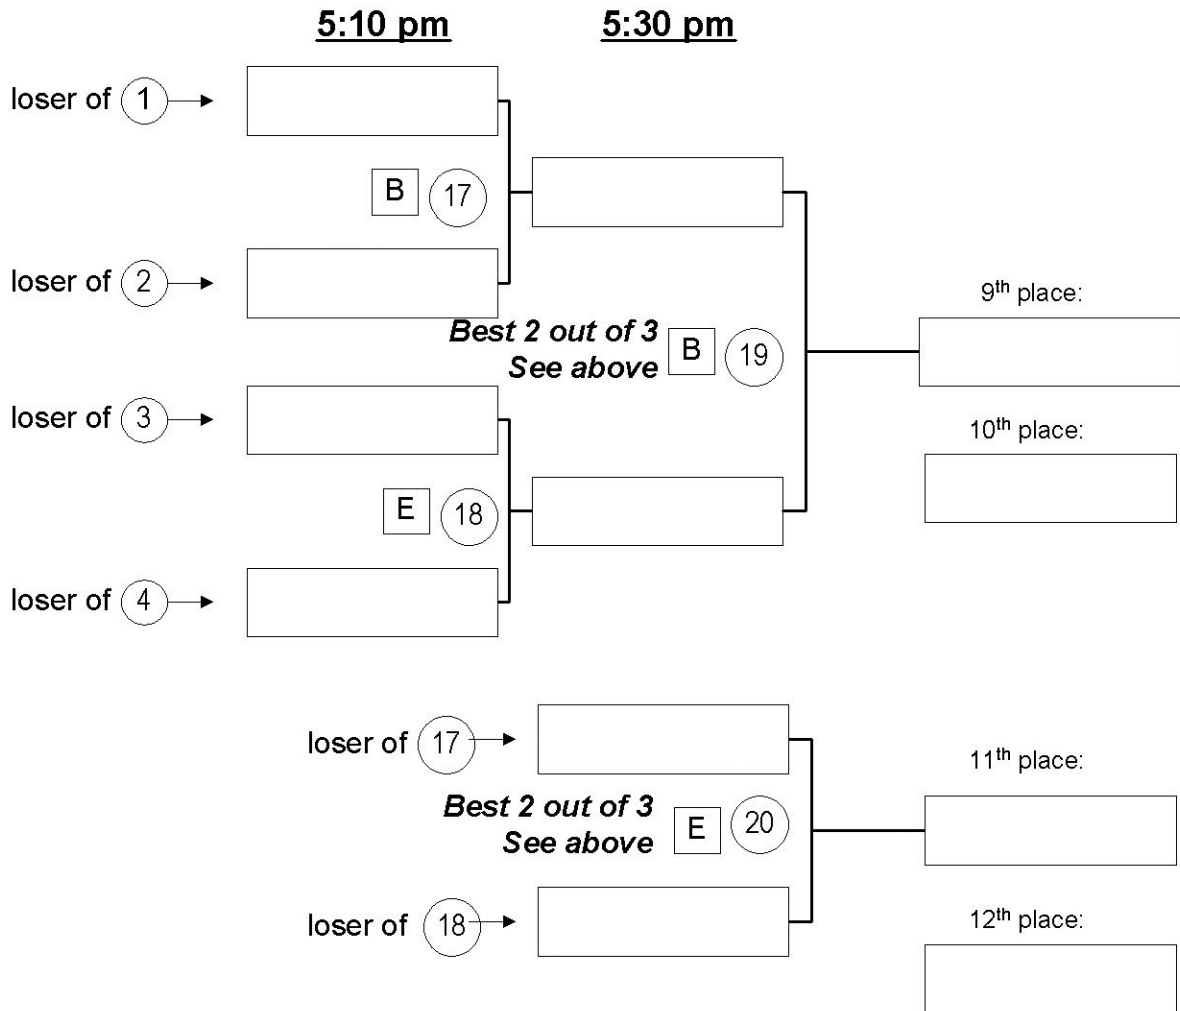 5:10 pm 5:30 pm
loser of 1
B 17
loser of 2
9th place:
Best 2 out of 3
See above
B 19
loser of 3
10th place:
E 18
loser of 4
loser of 17
11th place:
Best 2 out of 3
See above
E 20
loser of 18
12th place: